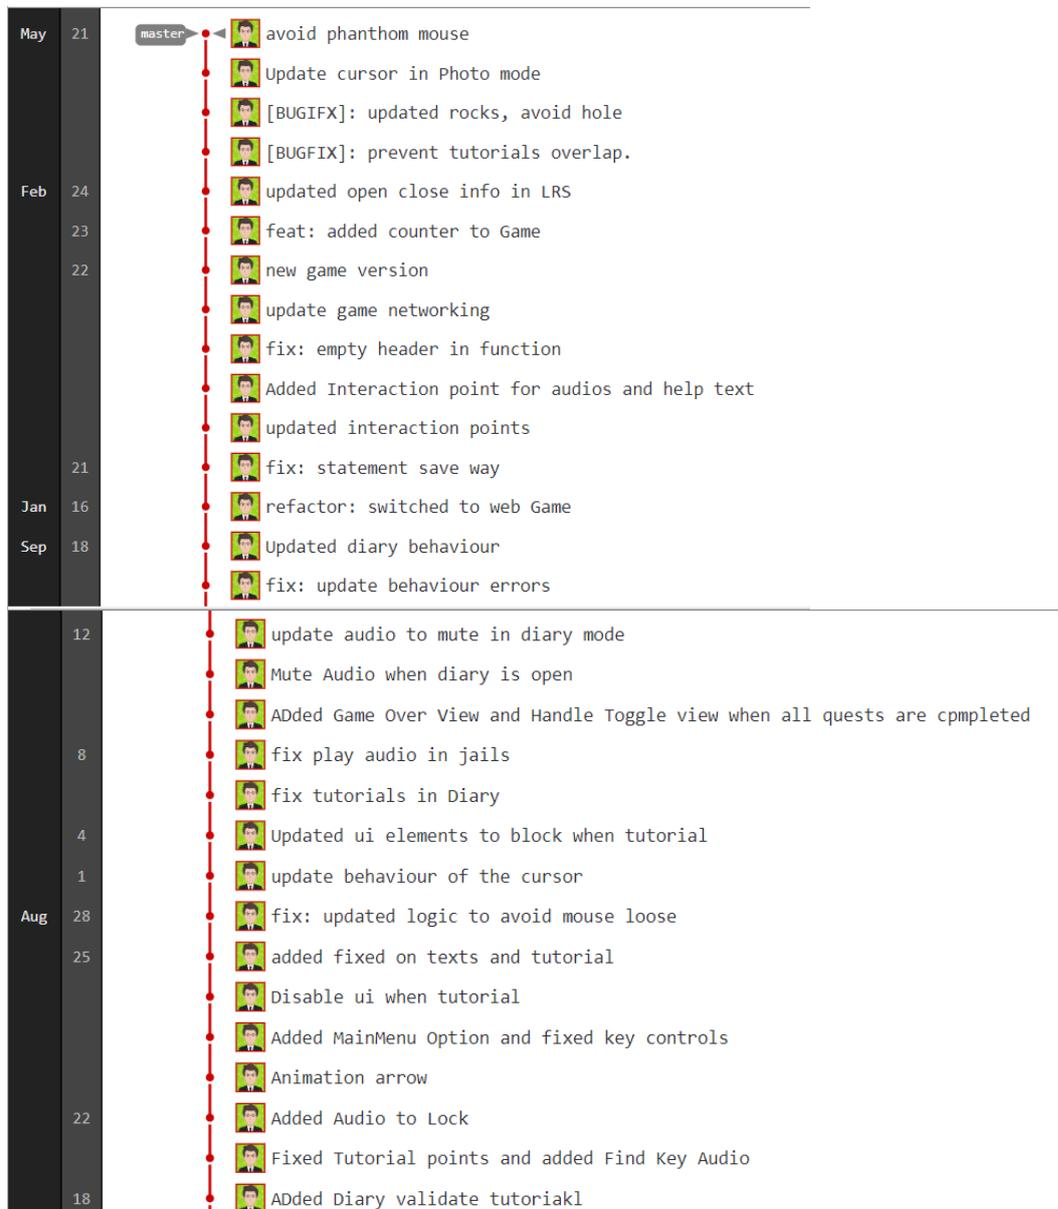 May 21 master avoid phanthom mouse
Update cursor in Photo mode
[BUGIFX]: updated rocks, avoid hole
[BUGFIX]: prevent tutorials overlap.
Feb 24 updated open close info in LRS
23 feat: added counter to Game
22 new game version
update game networking
fix: empty header in function
Added Interaction point for audios and help text
updated interaction points
21 fix: statement save way
Jan 16 refactor: switched to web Game
Sep 18 Updated diary behaviour
fix: update behaviour errors
12 update audio to mute in diary mode
Mute Audio when diary is open
ADded Game Over View and Handle Toggle view when all quests are cpmpleted
8 fix play audio in jails
fix tutorials in Diary
4 Updated ui elements to block when tutorial
1 update behaviour of the cursor
Aug 28 fix: updated logic to avoid mouse loose
25 added fixed on texts and tutorial
Disable ui when tutorial
Added MainMenu Option and fixed key controls
Animation arrow
22 Added Audio to Lock
Fixed Tutorial points and added Find Key Audio
18 ADded Diary validate tutoriakl